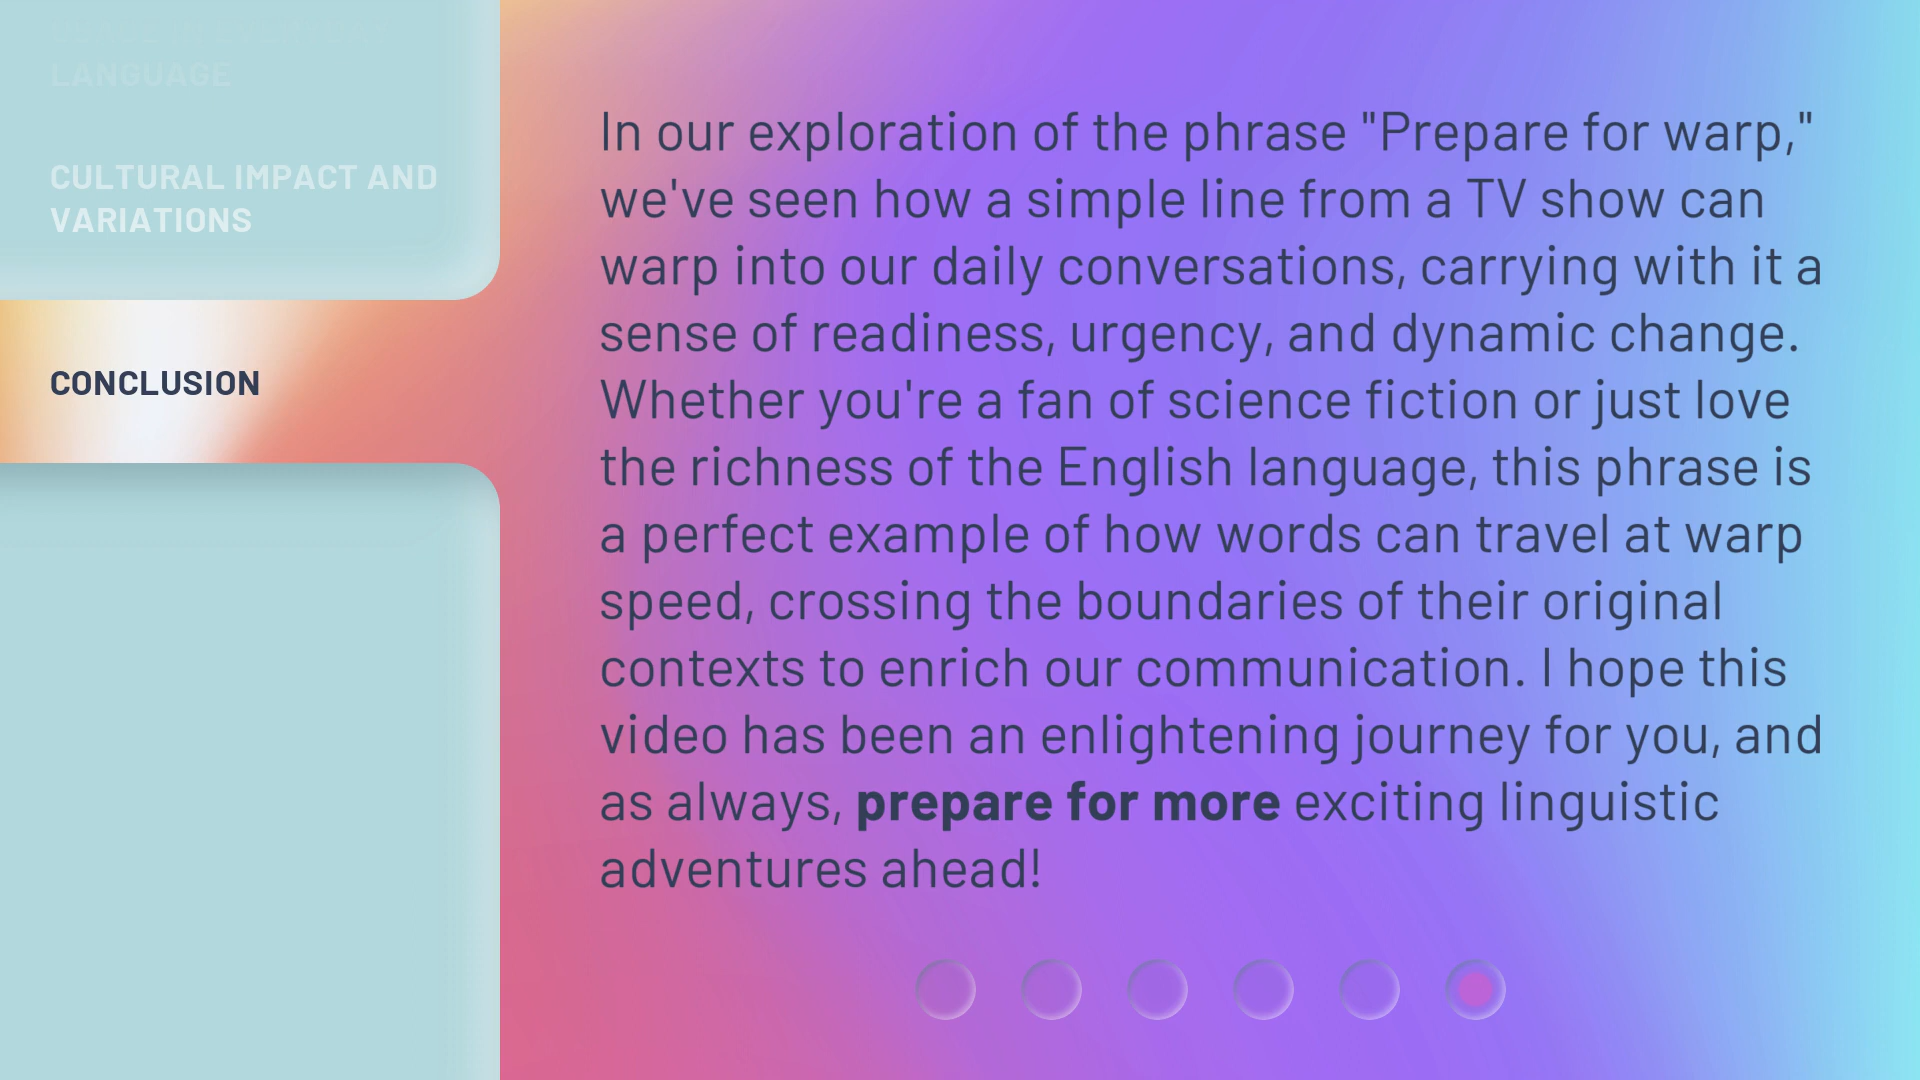 USAGE IN EVERYDAY
LANGUAGE
CULTURAL IMPACT AND
VARIATIONS
CONCLUSION
In our exploration of the phrase "Prepare for warp,"
we've seen how a simple line from a TV show can
warp into our daily conversations, carrying with it a
sense of readiness, urgency, and dynamic change.
Whether you're a fan of science fiction or just love
the richness of the English language, this phrase is
a perfect example of how words can travel at warp
speed, crossing the boundaries of their original
contexts to enrich our communication. I hope this
video has been an enlightening journey for you, and
as always, prepare for more exciting linguistic
adventures ahead!